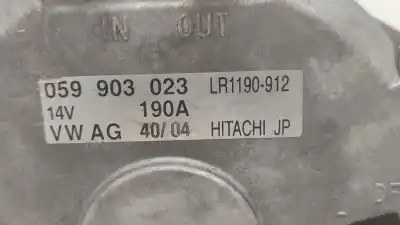 IN OUT
059 903 023 LR1190-912
14V 190A
VW AG 40/04 HITACHI JP